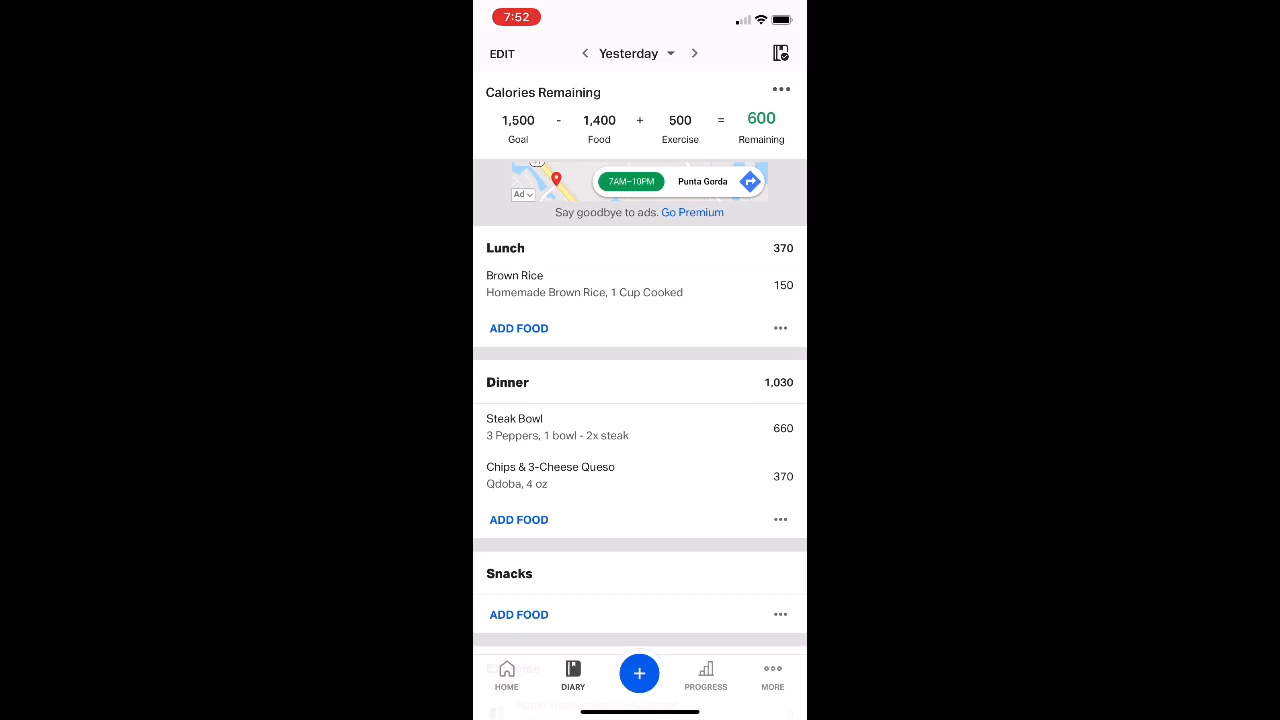 7:52
EDIT
Yesterday
Calories Remaining
1,500 - 1,400 + 500 = 600
Goal Food Exercise Remaining
7AM–10PM Punta Gorda
Ad
Say goodbye to ads. Go Premium
Lunch 370
Brown Rice
Homemade Brown Rice, 1 Cup Cooked
150
ADD FOOD
Dinner 1,030
Steak Bowl
3 Peppers, 1 bowl - 2x steak
660
Chips & 3-Cheese Queso
Qdoba, 4 oz
370
ADD FOOD
Snacks
ADD FOOD
Exercise
HOME DIARY + PROGRESS MORE